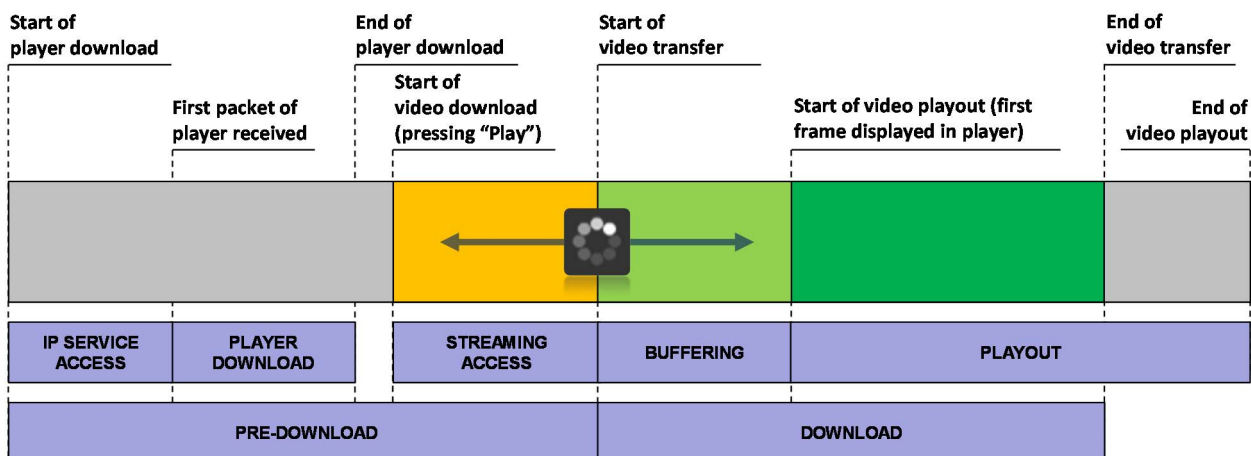 Start of
player download
End of
player download
Start of
video transfer
End of
video transfer
First packet of
player received
Start of
video download
(pressing “Play”)
Start of video playout (first
frame displayed in player)
End of
video playout
IP SERVICE
ACCESS
PLAYER
DOWNLOAD
STREAMING
ACCESS
BUFFERING
PLAYOUT
PRE-DOWNLOAD
DOWNLOAD